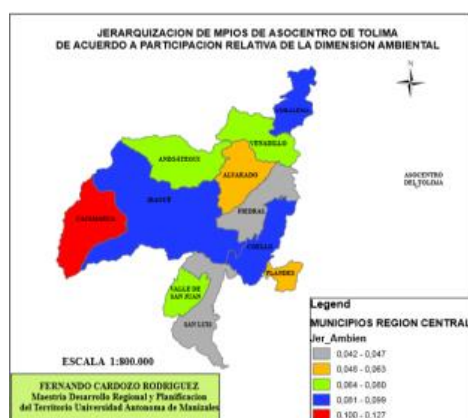 JERARQUIZACION DE MPIOS DE ASOCENTRO DE TOLIMA
DE ACUERDO A PARTICIPACION RELATIVA DE LA DIMENSION AMBIENTAL
N
VENADILLO
ALVARADO
ASOCENTRO
DEL TOLIMA
IBAGUÉ
PIEDRAS
CAJAMARCA
COELLO
FLANDES
VALLE DE
SAN JUAN
SAN LUIS
Legend
MUNICIPIOS REGION CENTRAL
Jer_Ambien
0,042 - 0,047
0,048 - 0,063
0,064 - 0,080
0,081 - 0,099
0,100 - 0,127
ESCALA 1:800.000
FERNANDO CARDOZO RODRIGUEZ
Maestria Desarrollo Regional y Planificacion
del Territorio Universidad Autonoma de Manizales